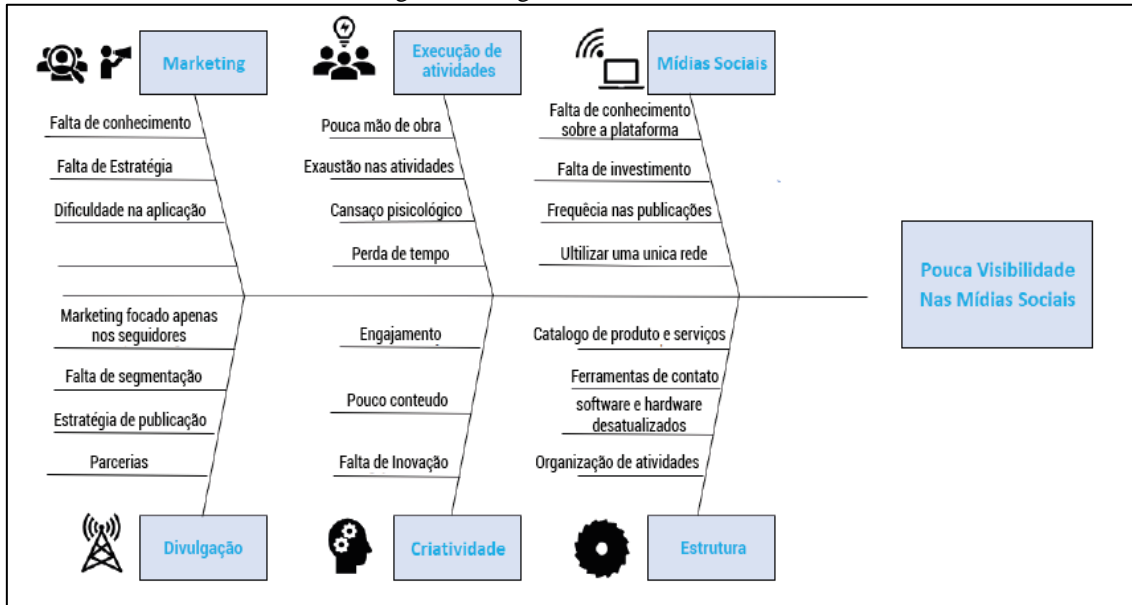 Marketing
Execução de
atividades
Mídias Sociais
Falta de conhecimento
Falta de Estratégia
Dificuldade na aplicação
Pouca mão de obra
Exaustão nas atividades
Cansaço pisicológico
Perda de tempo
Falta de conhecimento
sobre a plataforma
Falta de investimento
Frequêcia nas publicações
Ultilizar uma unica rede
Pouca Visibilidade
Nas Mídias Sociais
Marketing focado apenas
nos seguidores
Falta de segmentação
Estratégia de publicação
Parcerias
Engajamento
Pouco conteudo
Falta de Inovação
Catalogo de produto e serviços
Ferramentas de contato
software e hardware
desatualizados
Organização de atividades
Divulgação
Criatividade
Estrutura